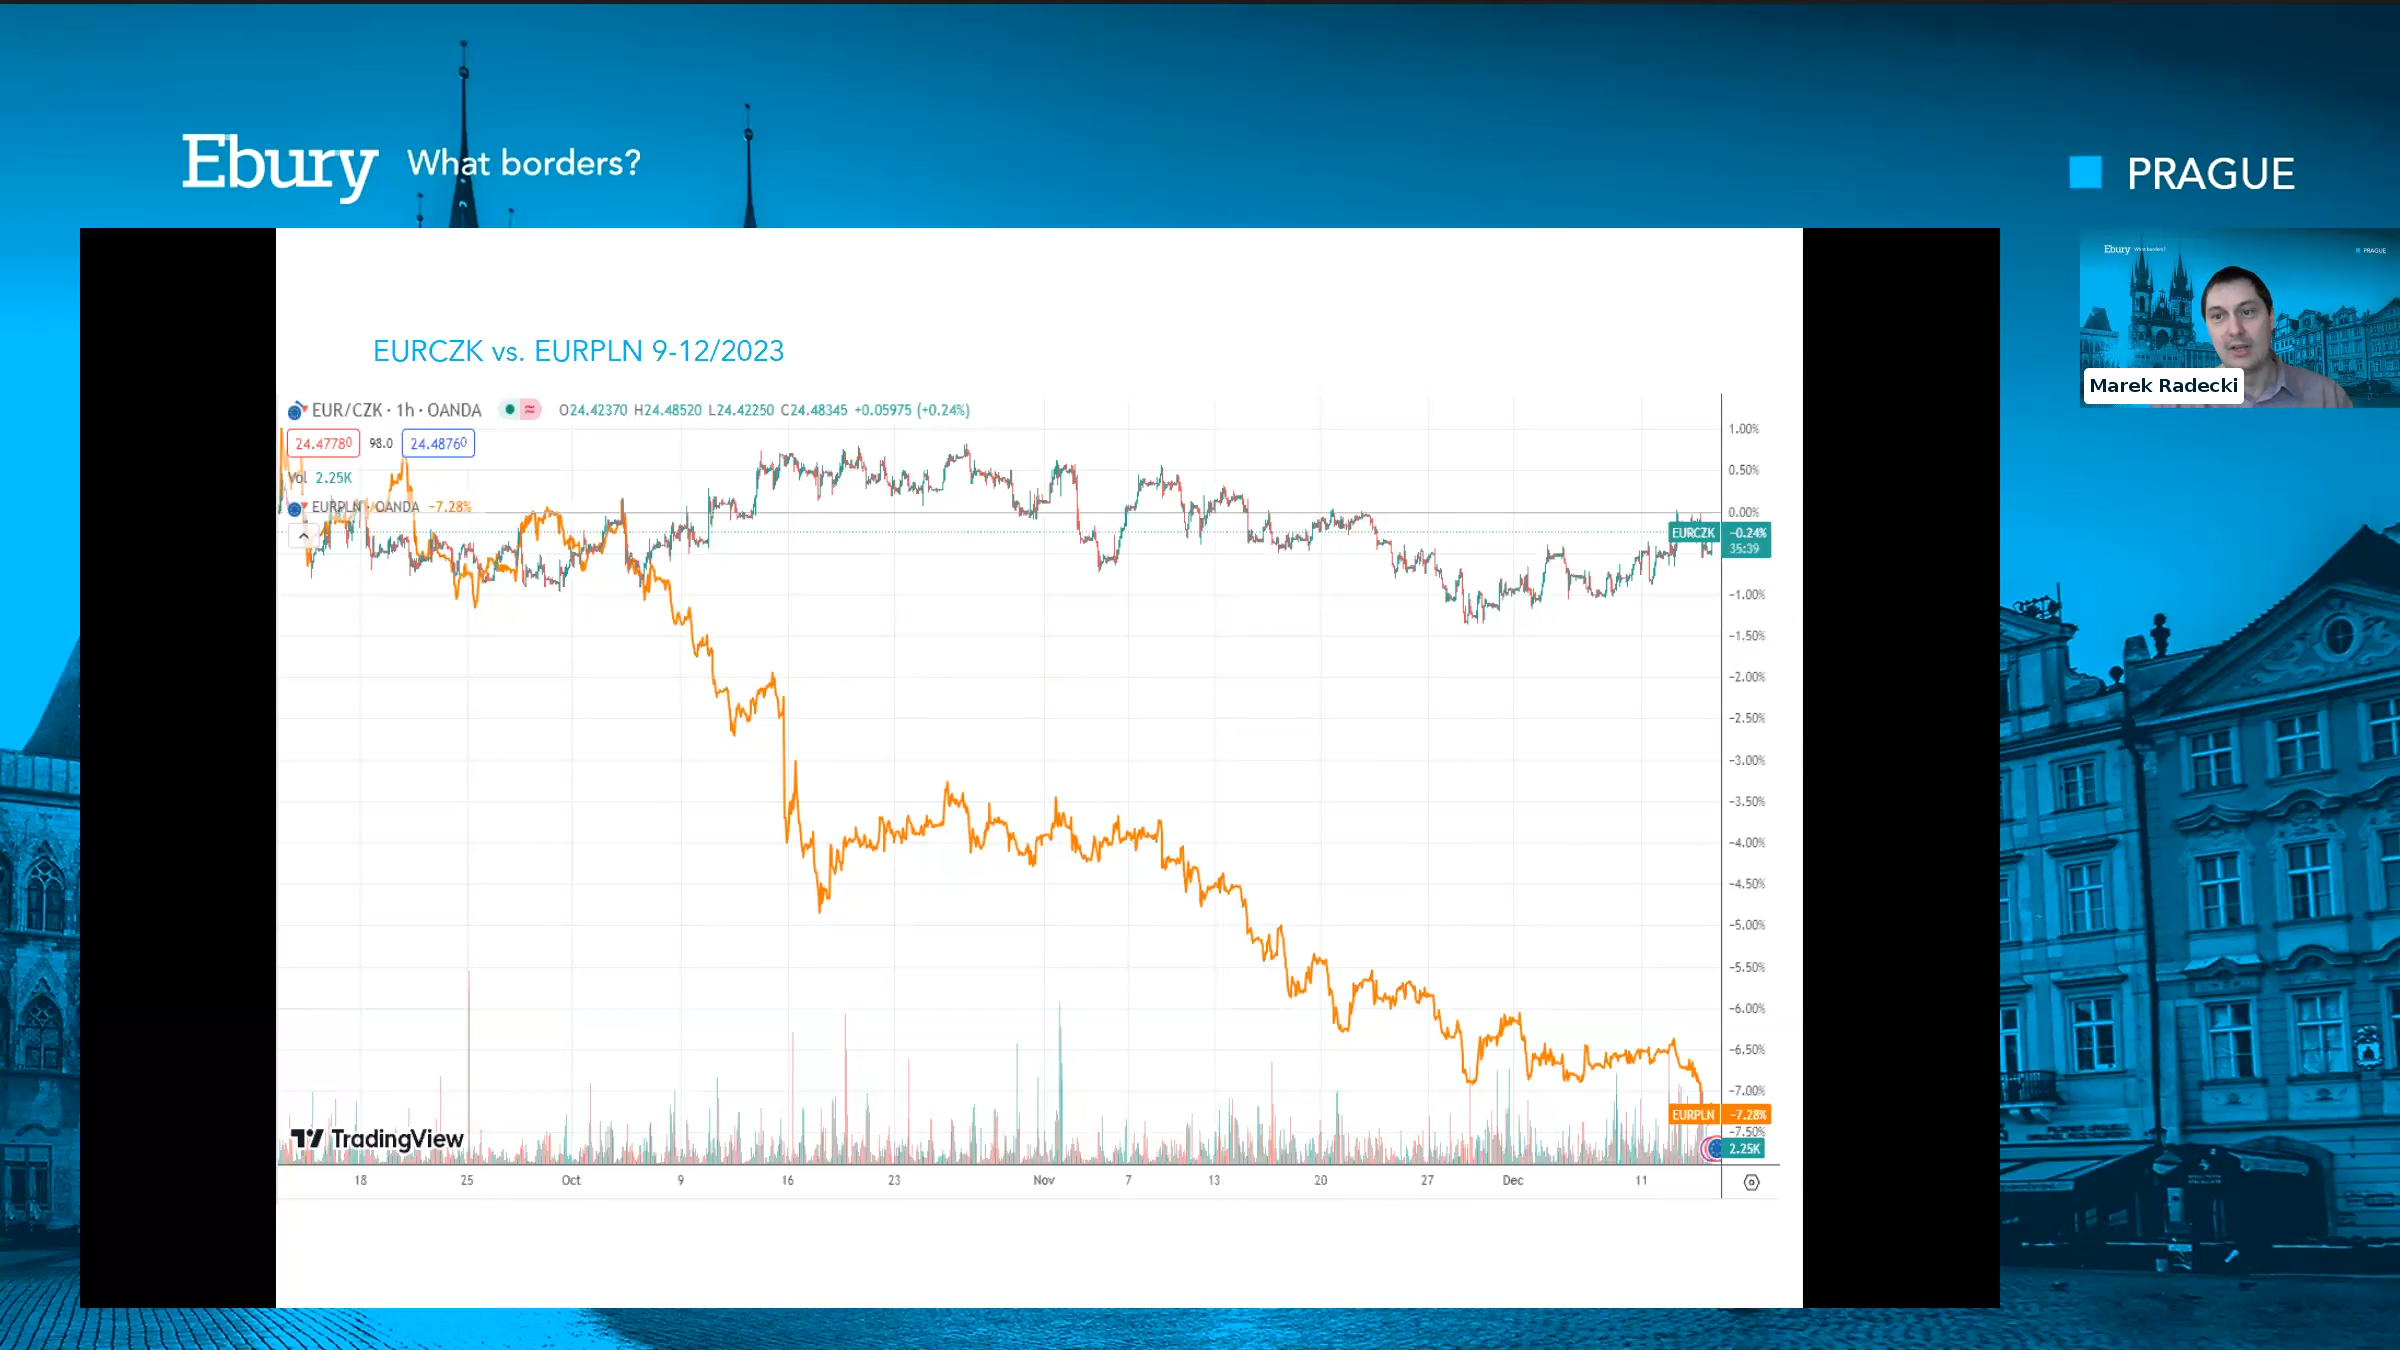 Ebury What borders?
PRAGUE
Ebury What borders?
PRAGUE
Marek Radecki
EURCZK vs. EURPLN 9-12/2023
EUR/CZK · 1h · OANDA O24.42370 H24.48520 L24.42250 C24.48345 +0.05975 (+0.24%)
24.47780 98.0 24.48760
Vol 2.25K
EURPLN · OANDA −7.28%
1.00%
0.50%
0.00%
EURCZK −0.24%
35:39
−1.00%
−1.50%
−2.00%
−2.50%
−3.00%
−3.50%
−4.00%
−4.50%
−5.00%
−5.50%
−6.00%
−6.50%
−7.00%
EURPLN −7.28%
−7.50%
2.25K
TradingView
18 25 Oct 9 16 23 Nov 7 13 20 27 Dec 11